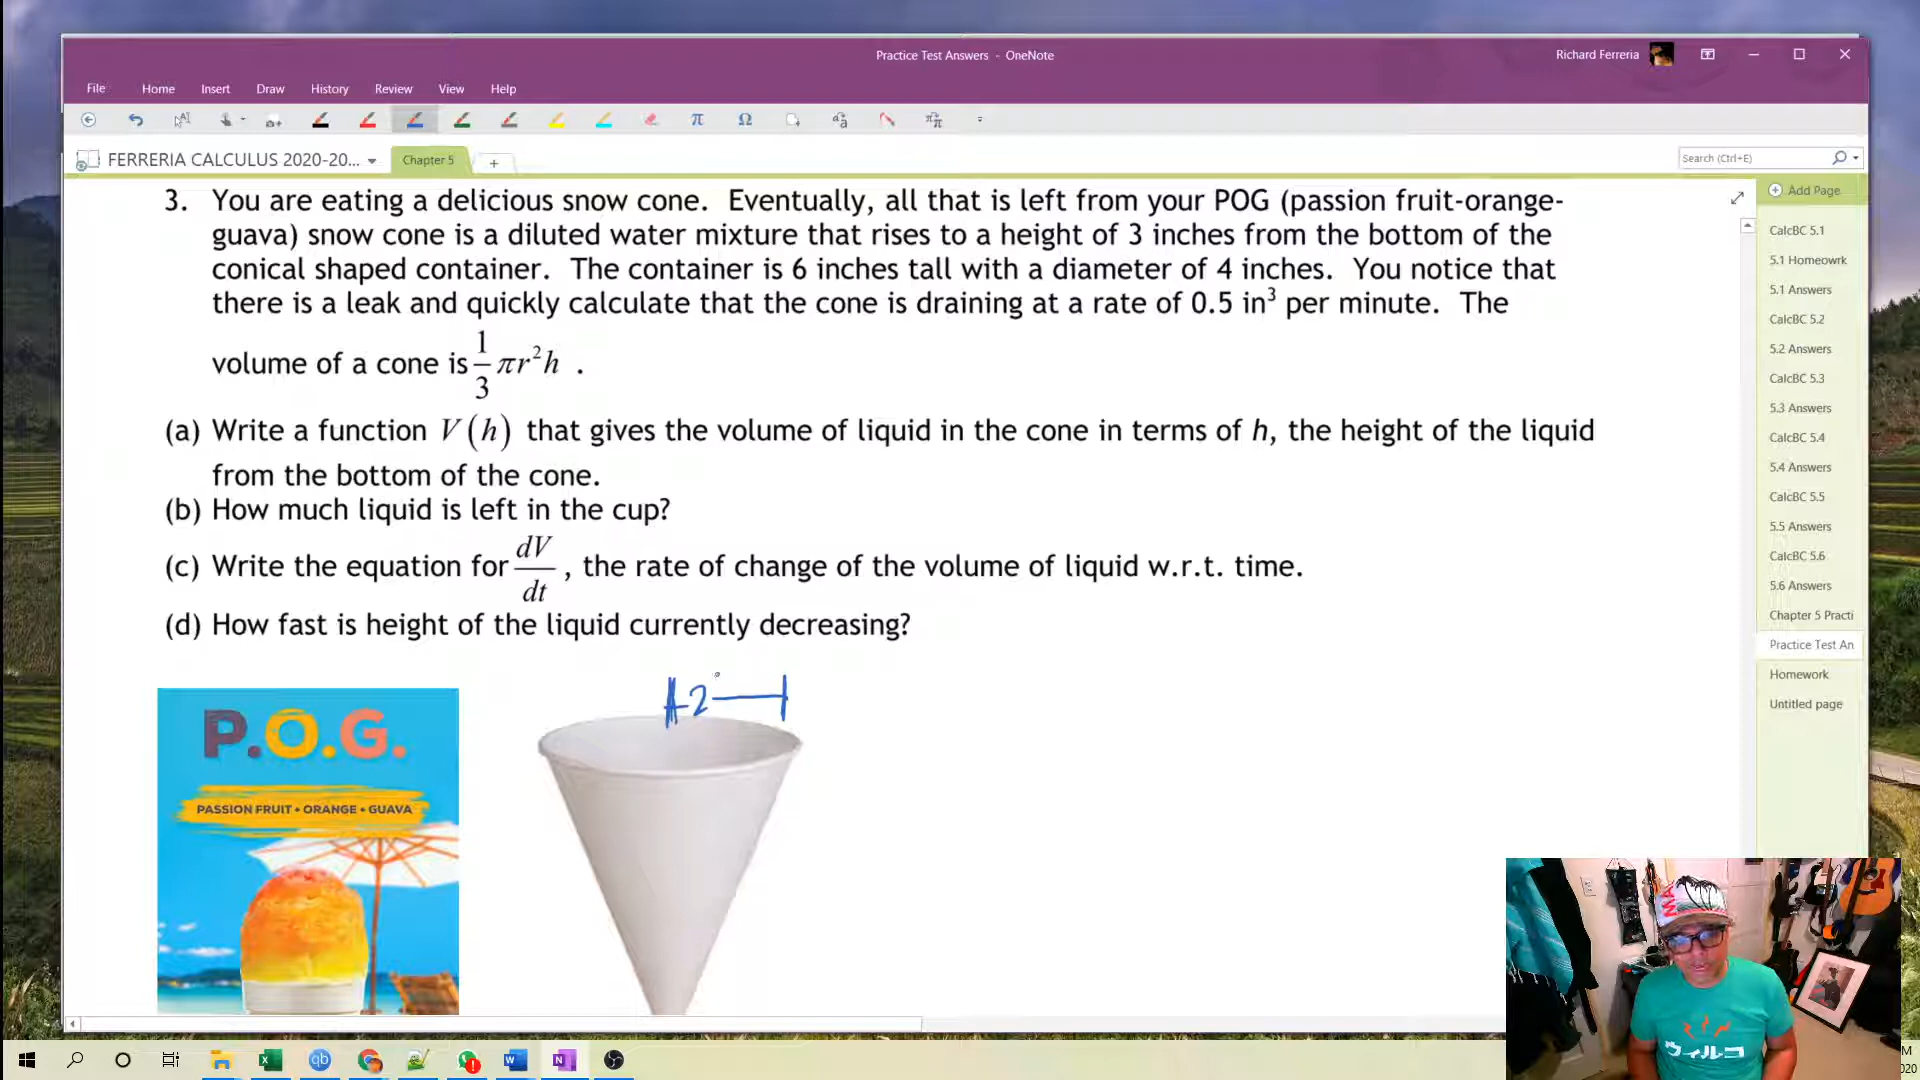 Practice Test Answers - OneNote
Richard Ferreria
File Home Insert Draw History Review View Help
FERRERIA CALCULUS 2020-20...
Chapter 5
Search (Ctrl+E)
3. You are eating a delicious snow cone. Eventually, all that is left from your POG (passion fruit-orange-
guava) snow cone is a diluted water mixture that rises to a height of 3 inches from the bottom of the
conical shaped container. The container is 6 inches tall with a diameter of 4 inches. You notice that
there is a leak and quickly calculate that the cone is draining at a rate of 0.5 in³ per minute. The
volume of a cone is 1/3 πr²h .
(a) Write a function V(h) that gives the volume of liquid in the cone in terms of h, the height of the liquid
from the bottom of the cone.
(b) How much liquid is left in the cup?
(c) Write the equation for dV/dt , the rate of change of the volume of liquid w.r.t. time.
(d) How fast is height of the liquid currently decreasing?
2
P.O.G.
PASSION FRUIT • ORANGE • GUAVA
Add Page
CalcBC 5.1
5.1 Homeowrk
5.1 Answers
CalcBC 5.2
5.2 Answers
CalcBC 5.3
5.3 Answers
CalcBC 5.4
5.4 Answers
CalcBC 5.5
5.5 Answers
CalcBC 5.6
5.6 Answers
Chapter 5 Practi
Practice Test An
Homework
Untitled page
MA
ウィルコ
M
020